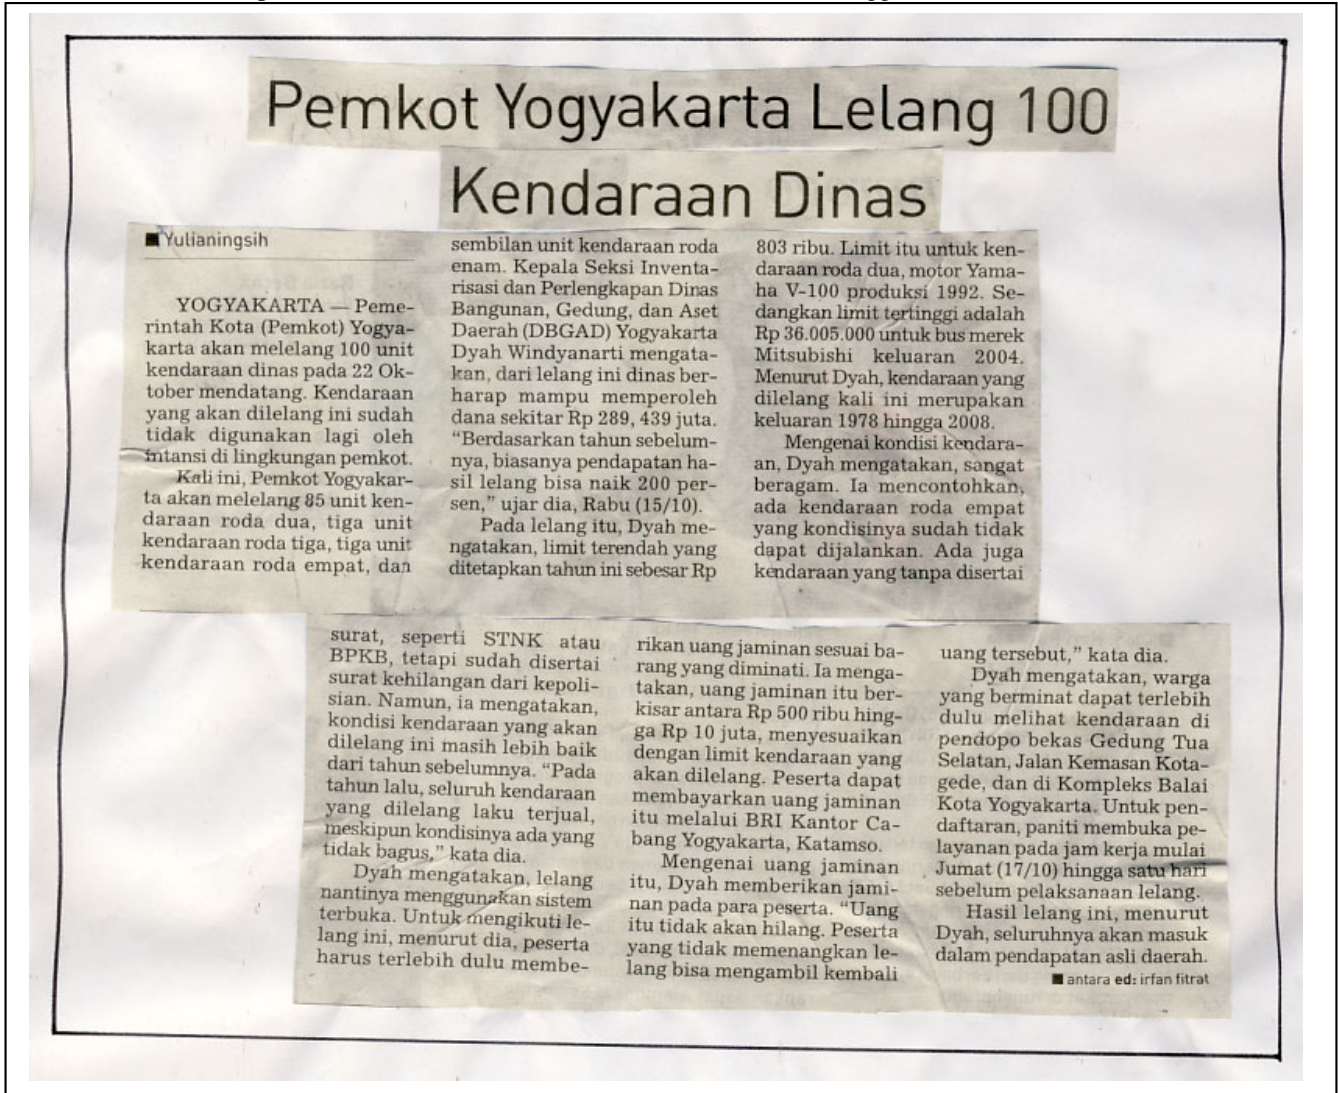 Pemkot Yogyakarta Lelang 100
Kendaraan Dinas
■ Yulianingsih
YOGYAKARTA — Peme-
rintah Kota (Pemkot) Yogya-
karta akan melelang 100 unit
kendaraan dinas pada 22 Ok-
tober mendatang. Kendaraan
yang akan dilelang ini sudah
tidak digunakan lagi oleh
intansi di lingkungan pemkot.
Kali ini, Pemkot Yogyakar-
ta akan melelang 85 unit ken-
daraan roda dua, tiga unit
kendaraan roda tiga, tiga unit
kendaraan roda empat, dan
sembilan unit kendaraan roda
enam. Kepala Seksi Inventa-
risasi dan Perlengkapan Dinas
Bangunan, Gedung, dan Aset
Daerah (DBGAD) Yogyakarta
Dyah Windyanarti mengata-
kan, dari lelang ini dinas ber-
harap mampu memperoleh
dana sekitar Rp 289, 439 juta.
“Berdasarkan tahun sebelum-
nya, biasanya pendapatan ha-
sil lelang bisa naik 200 per-
sen,” ujar dia, Rabu (15/10).
Pada lelang itu, Dyah me-
ngatakan, limit terendah yang
ditetapkan tahun ini sebesar Rp
803 ribu. Limit itu untuk ken-
daraan roda dua, motor Yama-
ha V-100 produksi 1992. Se-
dangkan limit tertinggi adalah
Rp 36.005.000 untuk bus merek
Mitsubishi keluaran 2004.
Menurut Dyah, kendaraan yang
dilelang kali ini merupakan
keluaran 1978 hingga 2008.
Mengenai kondisi kendara-
an, Dyah mengatakan, sangat
beragam. Ia mencontohkan,
ada kendaraan roda empat
yang kondisinya sudah tidak
dapat dijalankan. Ada juga
kendaraan yang tanpa disertai
surat, seperti STNK atau
BPKB, tetapi sudah disertai
surat kehilangan dari kepoli-
sian. Namun, ia mengatakan,
kondisi kendaraan yang akan
dilelang ini masih lebih baik
dari tahun sebelumnya. “Pada
tahun lalu, seluruh kendaraan
yang dilelang laku terjual,
meskipun kondisinya ada yang
tidak bagus,” kata dia.
Dyah mengatakan, lelang
nantinya menggunakan sistem
terbuka. Untuk mengikuti le-
lang ini, menurut dia, peserta
harus terlebih dulu membe-
rikan uang jaminan sesuai ba-
rang yang diminati. Ia menga-
takan, uang jaminan itu ber-
kisar antara Rp 500 ribu hing-
ga Rp 10 juta, menyesuaikan
dengan limit kendaraan yang
akan dilelang. Peserta dapat
membayarkan uang jaminan
itu melalui BRI Kantor Ca-
bang Yogyakarta, Katamso.
Mengenai uang jaminan
itu, Dyah memberikan jami-
nan pada para peserta. “Uang
itu tidak akan hilang. Peserta
yang tidak memenangkan le-
lang bisa mengambil kembali
uang tersebut,” kata dia.
Dyah mengatakan, warga
yang berminat dapat terlebih
dulu melihat kendaraan di
pendopo bekas Gedung Tua
Selatan, Jalan Kemasan Kota-
gede, dan di Kompleks Balai
Kota Yogyakarta. Untuk pen-
daftaran, paniti membuka pe-
layanan pada jam kerja mulai
Jumat (17/10) hingga satu hari
sebelum pelaksanaan lelang.
Hasil lelang ini, menurut
Dyah, seluruhnya akan masuk
dalam pendapatan asli daerah.
■ antara ed: irfan fitrat